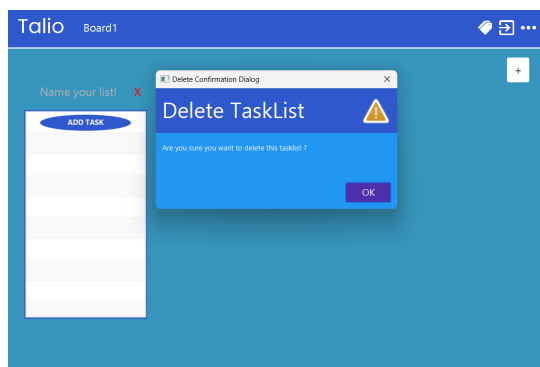 Talio Board1
+
Delete Confirmation Dialog
Name your list! X
Delete TaskList
ADD TASK
Are you sure you want to delete this tasklist ?
OK